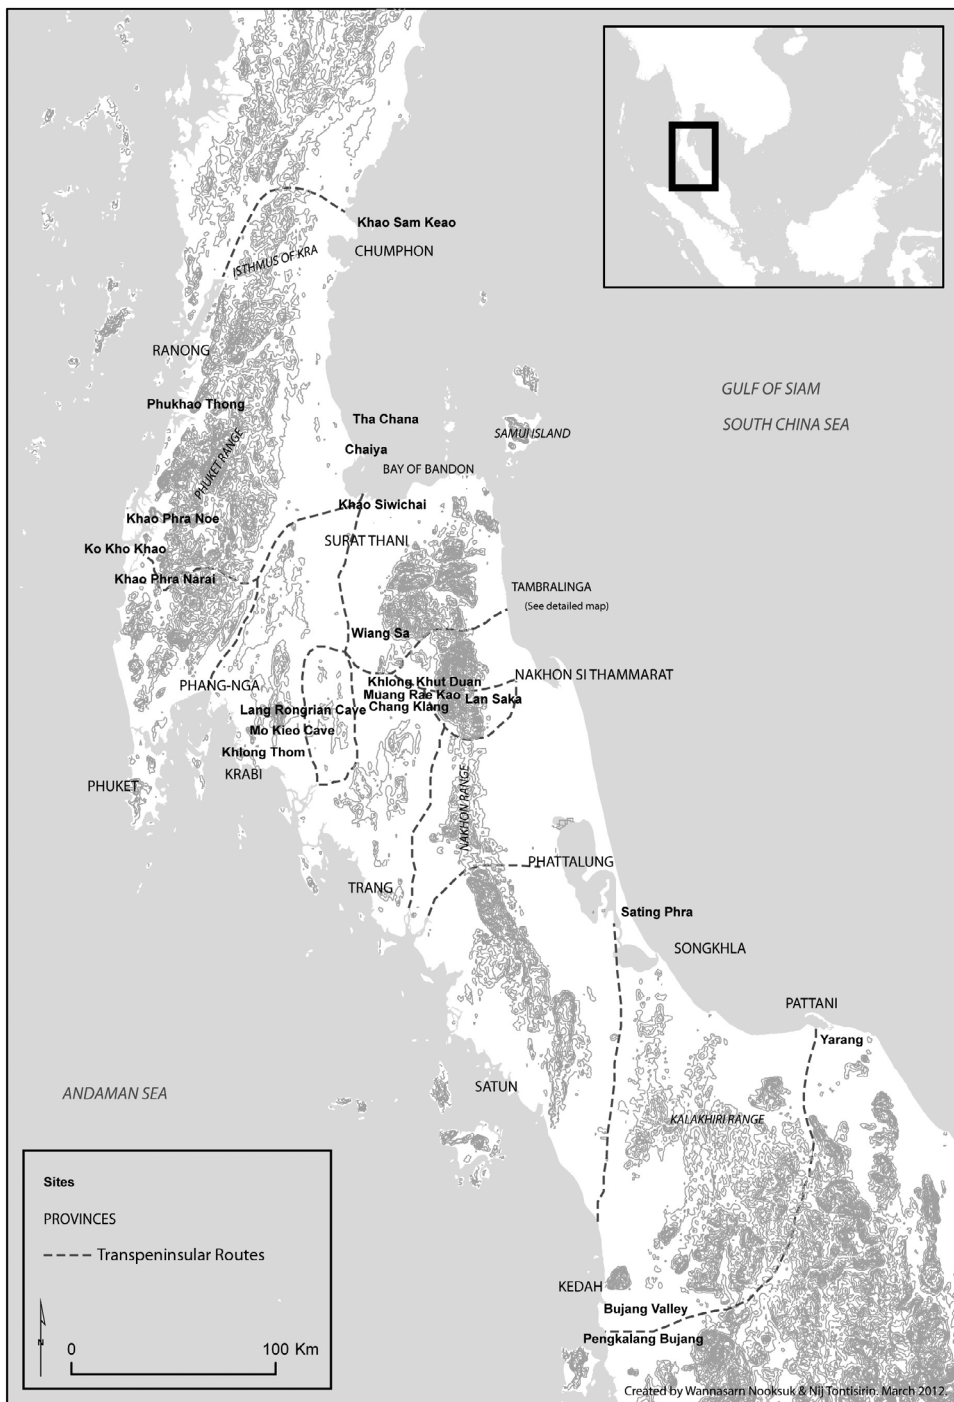 Khao Sam Keao
CHUMPHON
ISTHMUS OF KRA
RANONG
GULF OF SIAM
SOUTH CHINA SEA
Phukhao Thong
Tha Chana
SAMUI ISLAND
Chaiya
PHUKET RANGE
BAY OF BANDON
Khao Siwichai
Khao Phra Noe
SURAT THANI
Ko Kho Khao
Khao Phra Narai
TAMBRALINGA
(See detailed map)
Wiang Sa
NAKHON SI THAMMARAT
Khlong Khut Duan
PHANG-NGA
Muang Rae Kao
Lan Saka
Chang Klang
Lang Rongrian Cave
Mo Kieo Cave
Khlong Thom
KRABI
PHUKET
NAKHON RANGE
PHATTALUNG
TRANG
Sating Phra
SONGKHLA
PATTANI
Yarang
SATUN
ANDAMAN SEA
KALAKHIRI RANGE
KEDAH
Bujang Valley
Pengkalang Bujang
Sites
PROVINCES
Transpeninsular Routes
N
0 100 Km
Created by Wannasarn Nooksuk & Nij Tontisirin. March 2012.